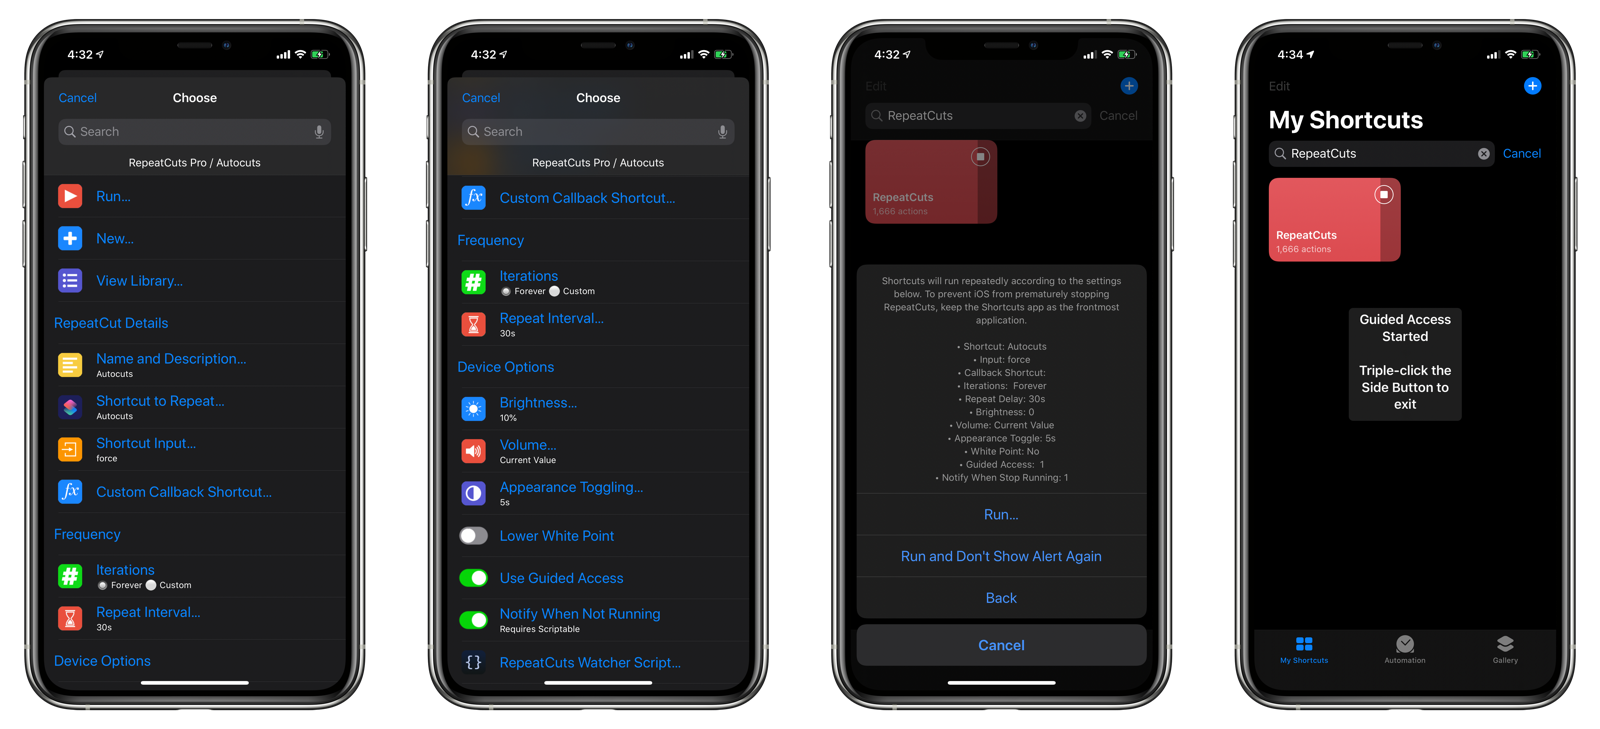 4:32
Cancel
Choose
Search
RepeatCuts Pro / Autocuts
Run...
New...
View Library...
RepeatCut Details
Name and Description...
Autocuts
Shortcut to Repeat...
Autocuts
Shortcut Input...
force
fx
Custom Callback Shortcut...
Frequency
#
Iterations
Forever Custom
Repeat Interval...
30s
Device Options
4:32
Cancel
Choose
Search
RepeatCuts Pro / Autocuts
fx
Custom Callback Shortcut...
Frequency
#
Iterations
Forever Custom
Repeat Interval...
30s
Device Options
Brightness...
10%
Volume...
Current Value
Appearance Toggling...
5s
Lower White Point
Use Guided Access
Notify When Not Running
Requires Scriptable
{}
RepeatCuts Watcher Script...
4:32
Edit
RepeatCuts
Cancel
RepeatCuts
1,666 actions
Shortcuts will run repeatedly according to the settings
below. To prevent iOS from prematurely stopping
RepeatCuts, keep the Shortcuts app as the frontmost
application.
• Shortcut: Autocuts
• Input: force
• Callback Shortcut:
• Iterations: Forever
• Repeat Delay: 30s
• Brightness: 0
• Volume: Current Value
• Appearance Toggle: 5s
• White Point: No
• Guided Access: 1
• Notify When Stop Running: 1
Run...
Run and Don't Show Alert Again
Back
Cancel
4:34
Edit
My Shortcuts
RepeatCuts
Cancel
RepeatCuts
1,666 actions
Guided Access
Started
Triple-click the
Side Button to
exit
My Shortcuts
Automation
Gallery